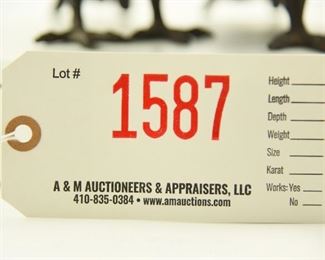 Lot #
1587
Height
Length
Depth
Weight
Size
Karat
Works: Yes
No
A & M AUCTIONEERS & APPRAISERS, LLC
410-835-0384 • www.amauctions.com